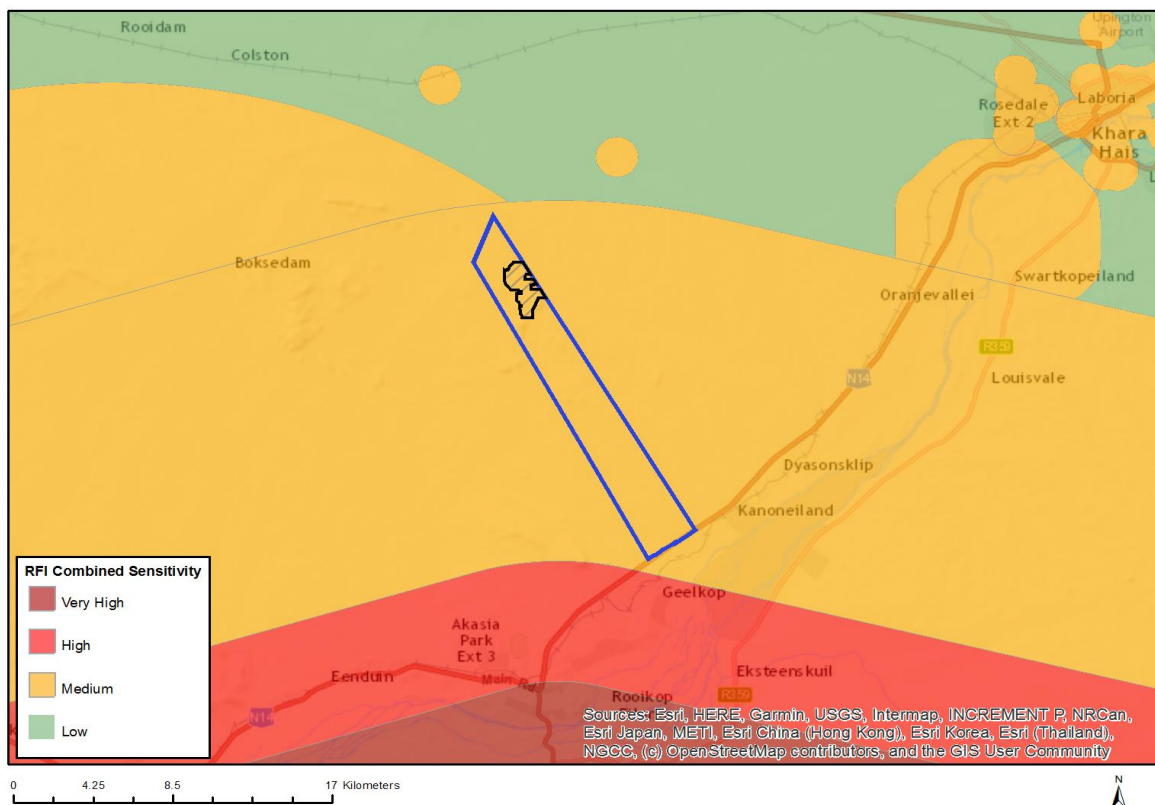 Rooidam
Colston
Upington
Airport
Rosedale
Ext 2
Laboria
Khara
Hais
Boksedam
Swartkopeiland
Oranjevallei
R359
N14
Louisvale
Dyasonsklip
Kanoneiland
RFI Combined Sensitivity
Very High
High
Medium
Low
Geelkop
Akasia
Park
Ext 3
Eenduin
Main Rd
Eksteenskuil
Rooikop
R359
N14
Sources: Esri, HERE, Garmin, USGS, Intermap, INCREMENT P, NRCan,
Esri Japan, METI, Esri China (Hong Kong), Esri Korea, Esri (Thailand),
NGCC, (c) OpenStreetMap contributors, and the GIS User Community
0 4.25 8.5 17 Kilometers
N